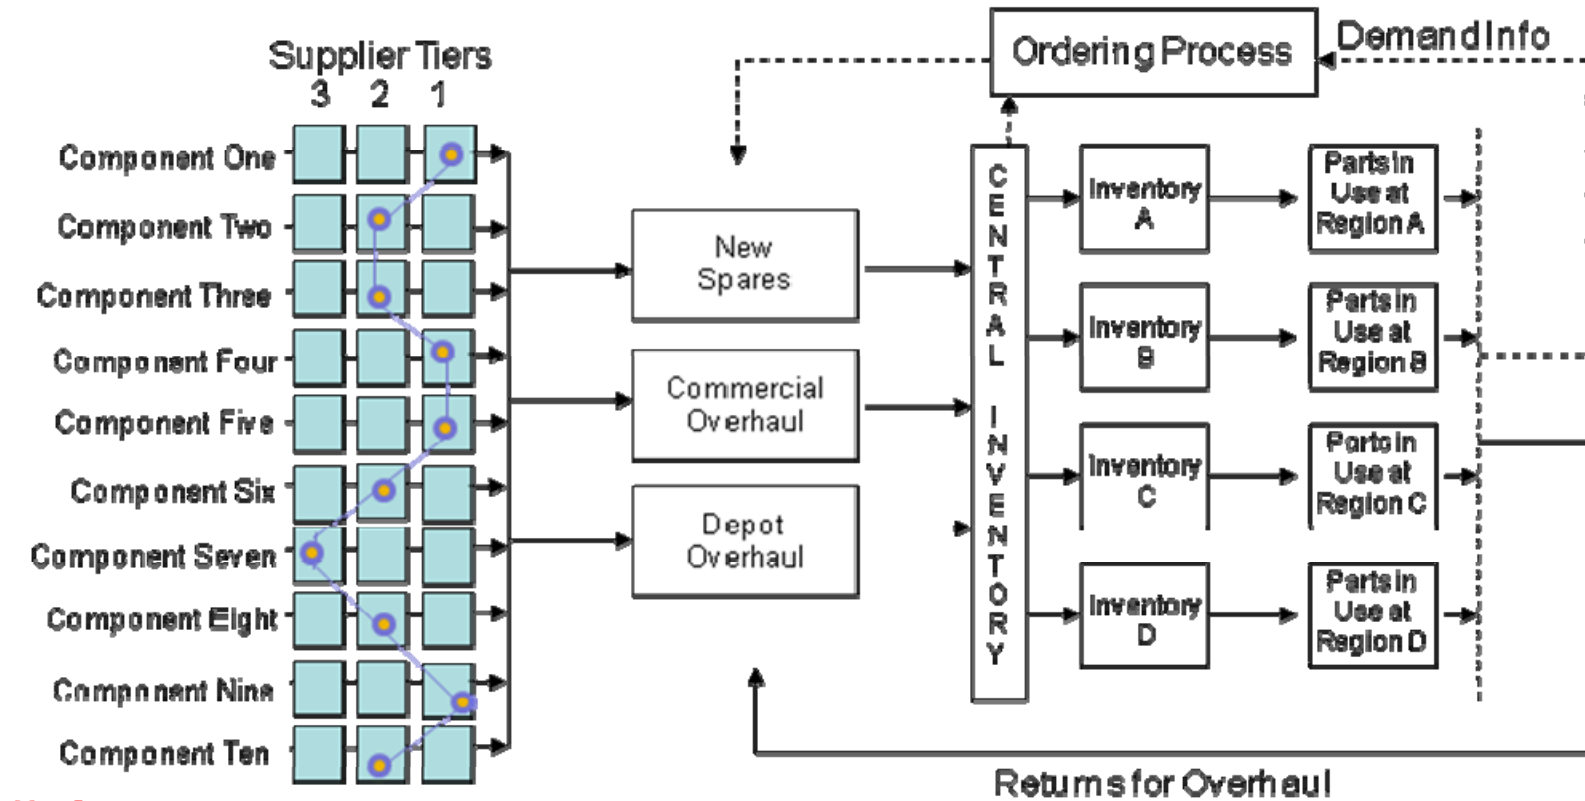 Supplier Tiers
3 2 1
Component One
Component Two
Component Three
Component Four
Component Five
Component Six
Component Seven
Component Eight
Component Nine
Component Ten
New
Spares
Commercial
Overhaul
Depot
Overhaul
Ordering Process
Demand Info
CENTRAL INVENTORY
Inventory
A
Inventory
B
Inventory
C
Inventory
D
Parts in
Use at
Region A
Parts in
Use at
Region B
Parts in
Use at
Region C
Parts in
Use at
Region D
Returns for Overhaul